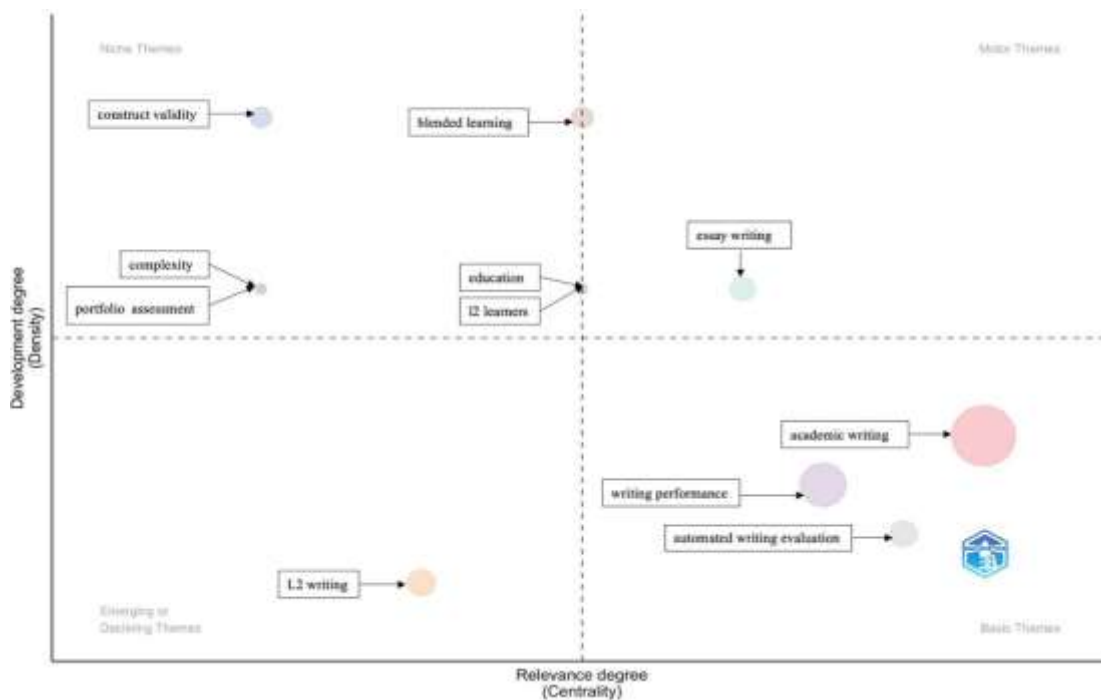 Niche Themes
Motor Themes
construct validity
blended learning
essay writing
complexity
education
portfolio assessment
l2 learners
academic writing
writing performance
automated writing evaluation
L2 writing
Emerging or
Declining Themes
Basic Themes
Development degree
(Density)
Relevance degree
(Centrality)